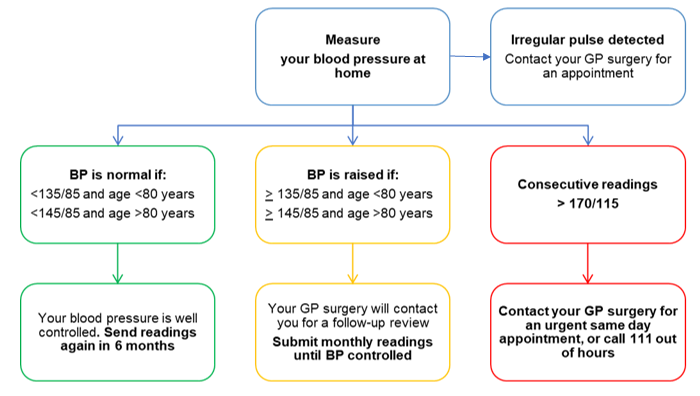 Measure
your blood pressure at
home
Irregular pulse detected
Contact your GP surgery for
an appointment
BP is normal if:
<135/85 and age <80 years
<145/85 and age >80 years
BP is raised if:
≥ 135/85 and age <80 years
≥ 145/85 and age >80 years
Consecutive readings
> 170/115
Your blood pressure is well
controlled. Send readings
again in 6 months
Your GP surgery will contact
you for a follow-up review
Submit monthly readings
until BP controlled
Contact your GP surgery for
an urgent same day
appointment, or call 111 out
of hours